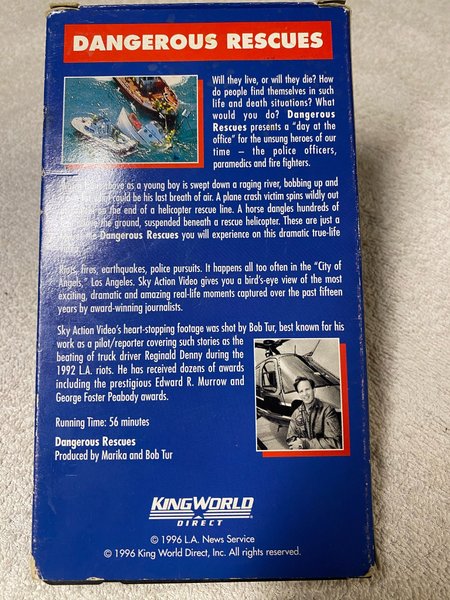 DANGEROUS RESCUES
Will they live, or will they die? How
do people find themselves in such
life and death situations? What
would you do? Dangerous
Rescues presents a "day at the
office" for the unsung heroes of our
time – the police officers,
paramedics and fire fighters.
as a young boy is swept down a raging river, bobbing up and
could be his last breath of air. A plane crash victim spins wildly out
on the end of a helicopter rescue line. A horse dangles hundreds of
the ground, suspended beneath a rescue helicopter. These are just a
Dangerous Rescues you will experience on this dramatic true-life
Riots, fires, earthquakes, police pursuits. It happens all too often in the "City of
Angels," Los Angeles. Sky Action Video gives you a bird's-eye view of the most
exciting, dramatic and amazing real-life moments captured over the past fifteen
years by award-winning journalists.
Sky Action Video's heart-stopping footage was shot by Bob Tur, best known for his
work as a pilot/reporter covering such stories as the
beating of truck driver Reginald Denny during the
1992 L.A. riots. He has received dozens of awards
including the prestigious Edward R. Murrow and
George Foster Peabody awards.
Running Time: 56 minutes
Dangerous Rescues
Produced by Marika and Bob Tur
KINGWORLD
DIRECT
© 1996 L.A. News Service
© 1996 King World Direct, Inc. All rights reserved.